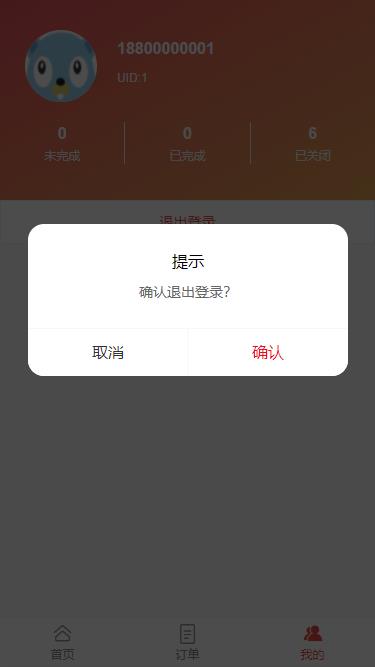 18800000001
UID:1
0
0
6
未完成
已完成
已关闭
退出登录
提示
确认退出登录?
取消
确认
首页
订单
我的